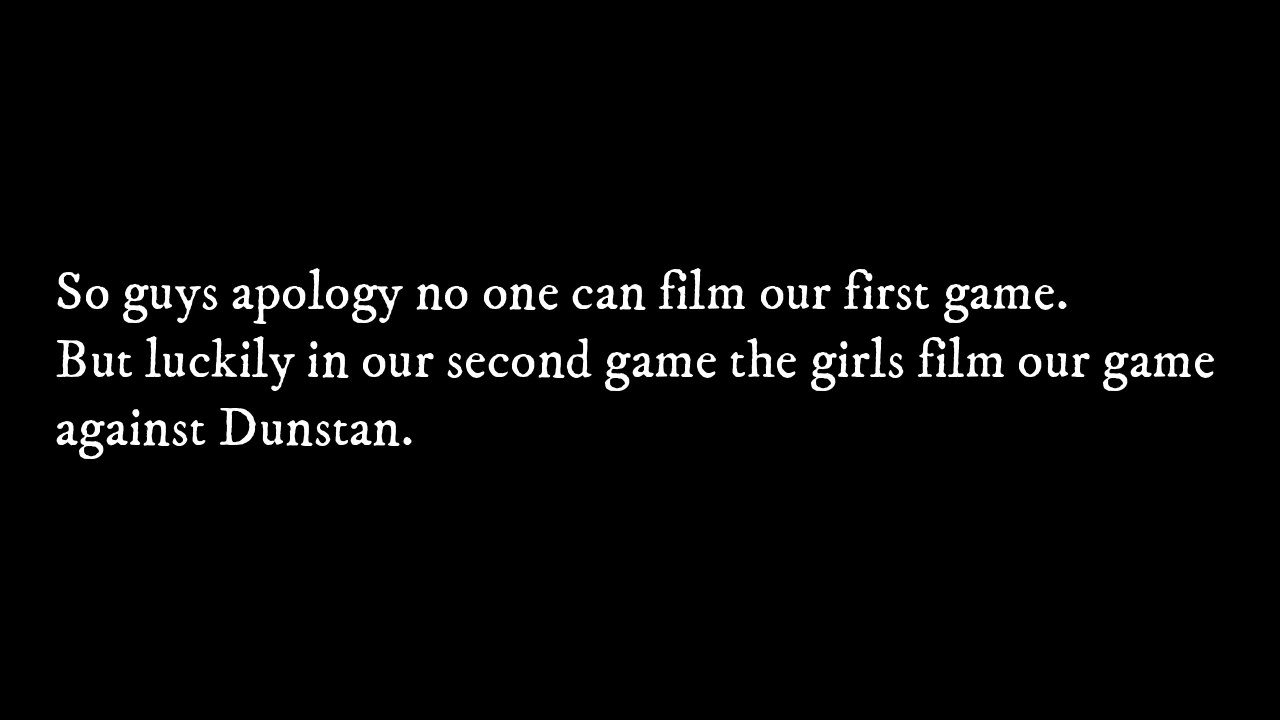 So guys apology no one can film our first game.
But luckily in our second game the girls film our game
against Dunstan.